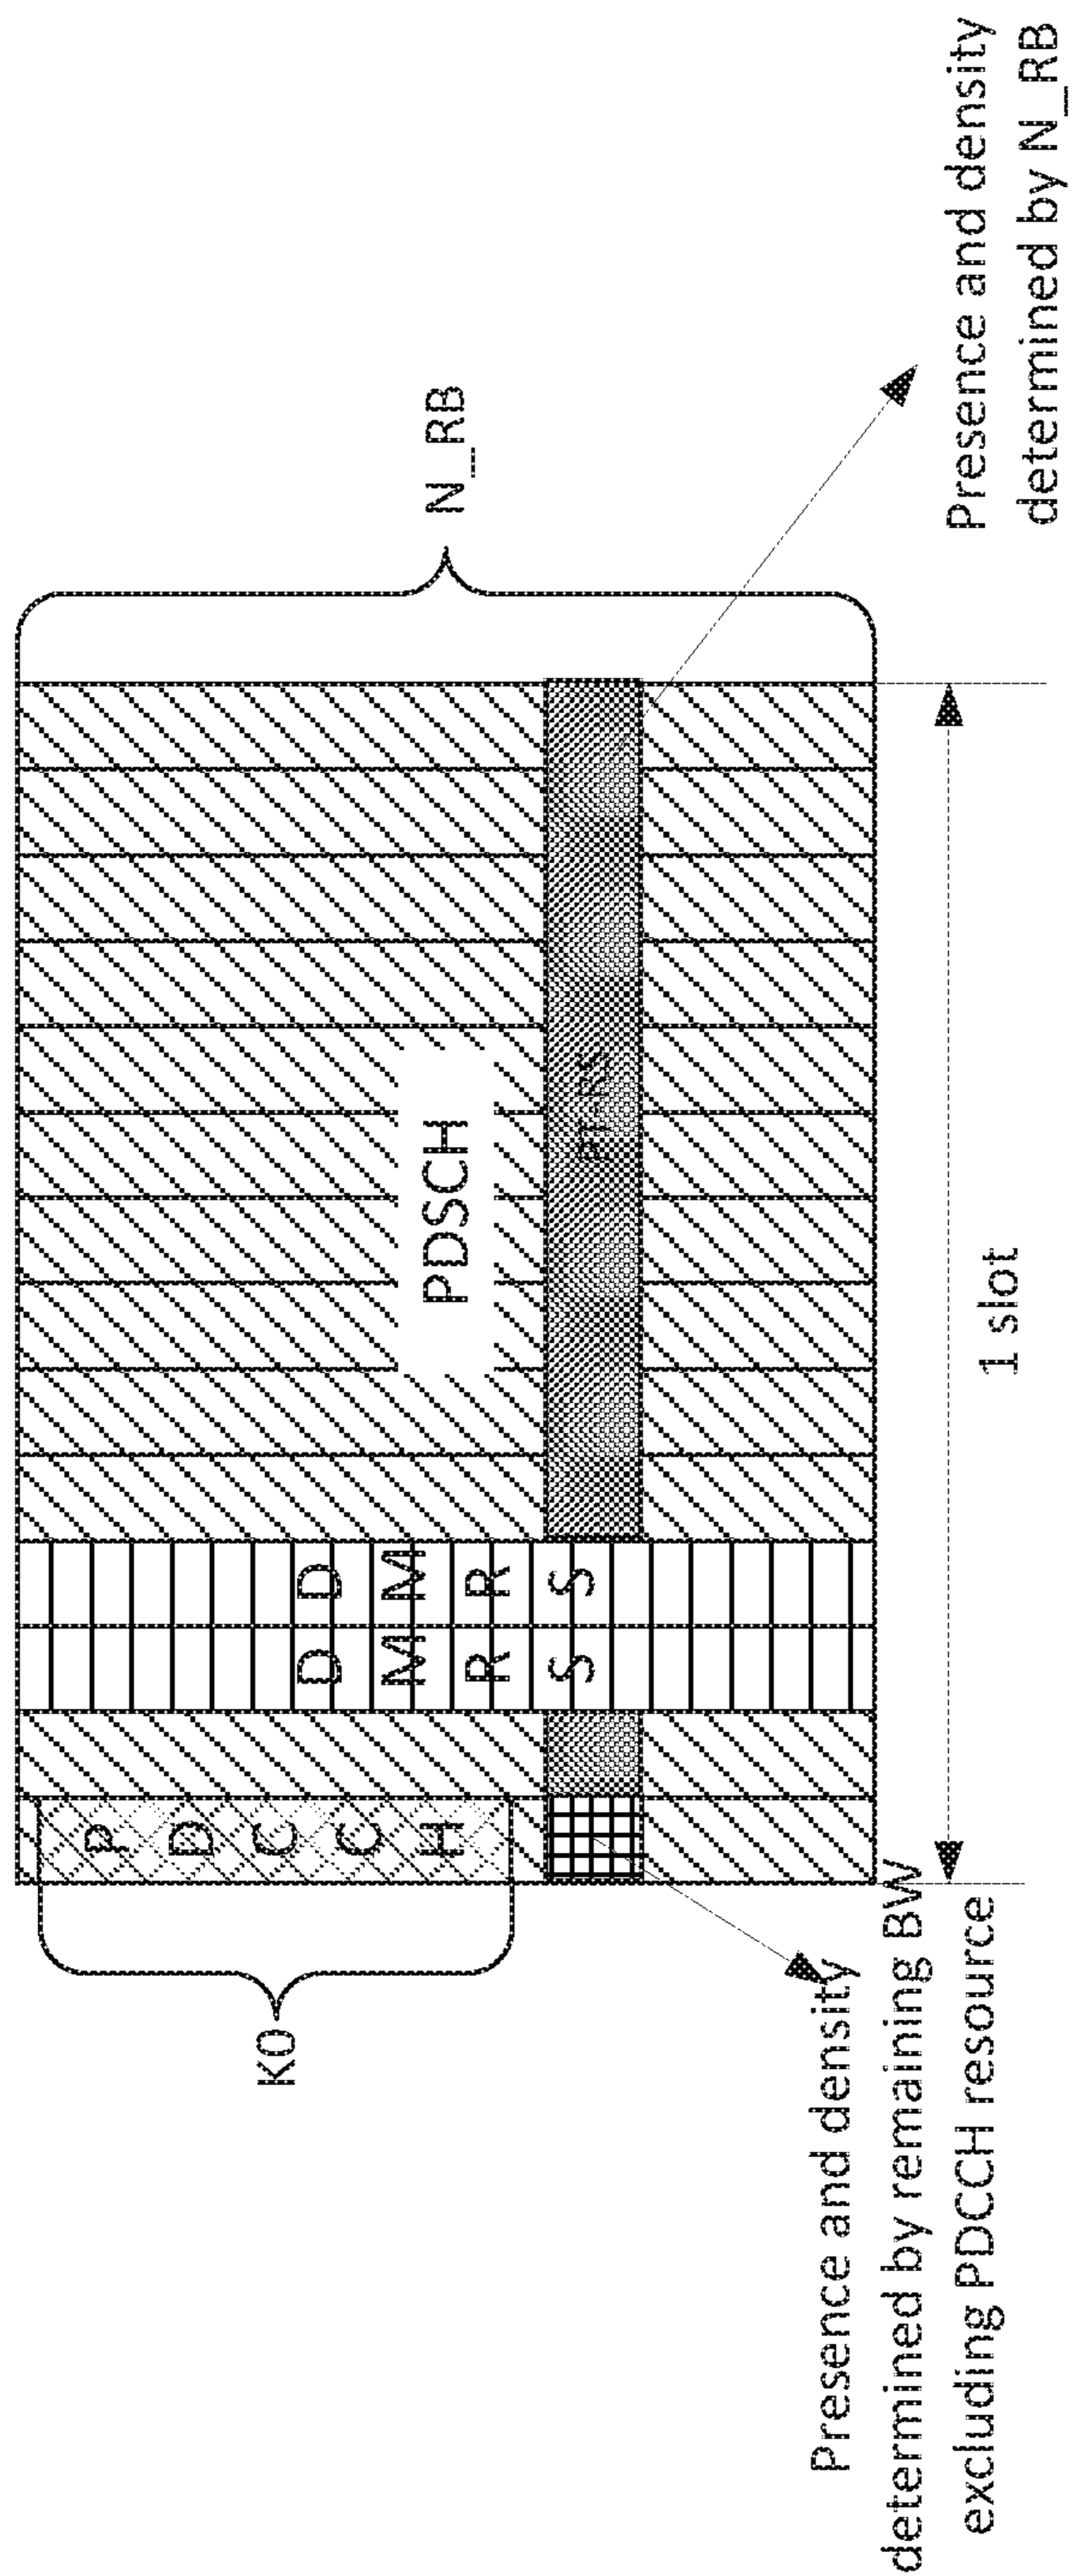 K0
PDCCH
DMRS
DMRS
PDSCH
N_RB
1 slot
Presence and density
determined by remaining BW
excluding PDCCH resource
Presence and density
determined by N_RB